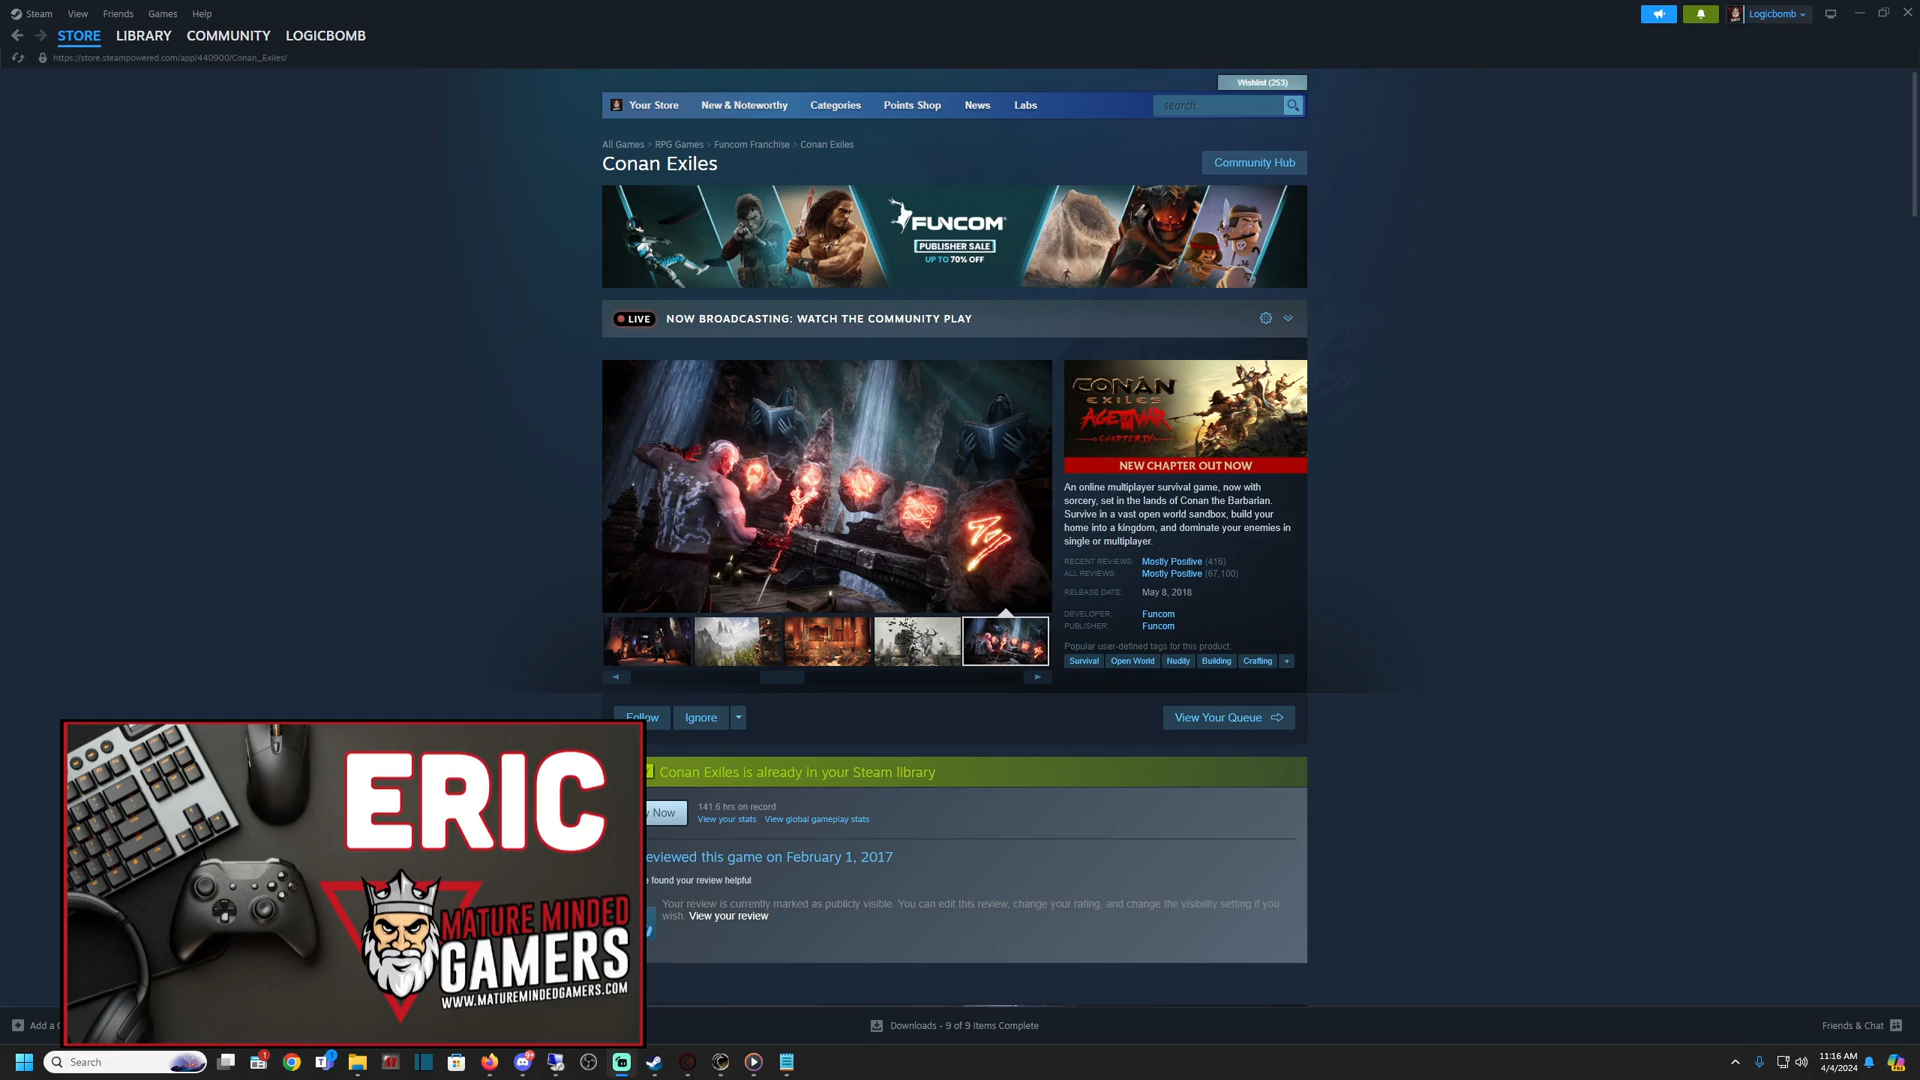 Steam View Friends Games Help
Logicbomb
STORE LIBRARY COMMUNITY LOGICBOMB
https://store.steampowered.com/app/440900/Conan_Exiles/
Wishlist (253)
Your Store New & Noteworthy Categories Points Shop News Labs search
All Games > RPG Games > Funcom Franchise > Conan Exiles
Conan Exiles
Community Hub
FUNCOM
PUBLISHER SALE
UP TO 70% OFF
LIVE NOW BROADCASTING: WATCH THE COMMUNITY PLAY
CONAN
EXILES
AGE OF WAR
CHAPTER IV
NEW CHAPTER OUT NOW
An online multiplayer survival game, now with
sorcery, set in the lands of Conan the Barbarian.
Survive in a vast open world sandbox, build your
home into a kingdom, and dominate your enemies in
single or multiplayer.
RECENT REVIEWS: Mostly Positive (416)
ALL REVIEWS: Mostly Positive (67,100)
RELEASE DATE: May 8, 2018
DEVELOPER: Funcom
PUBLISHER: Funcom
Popular user-defined tags for this product:
Survival Open World Nudity Building Crafting +
Follow Ignore
View Your Queue
Conan Exiles is already in your Steam library
y Now
141.6 hrs on record
View your stats View global gameplay stats
eviewed this game on February 1, 2017
e found your review helpful
Your review is currently marked as publicly visible. You can edit this review, change your rating, and change the visibility setting if you
wish. View your review
ERIC
MATURE MINDED
GAMERS
WWW.MATUREMINDEDGAMERS.COM
Add a
Downloads - 9 of 9 Items Complete
Friends & Chat
Search
11:16 AM
4/4/2024